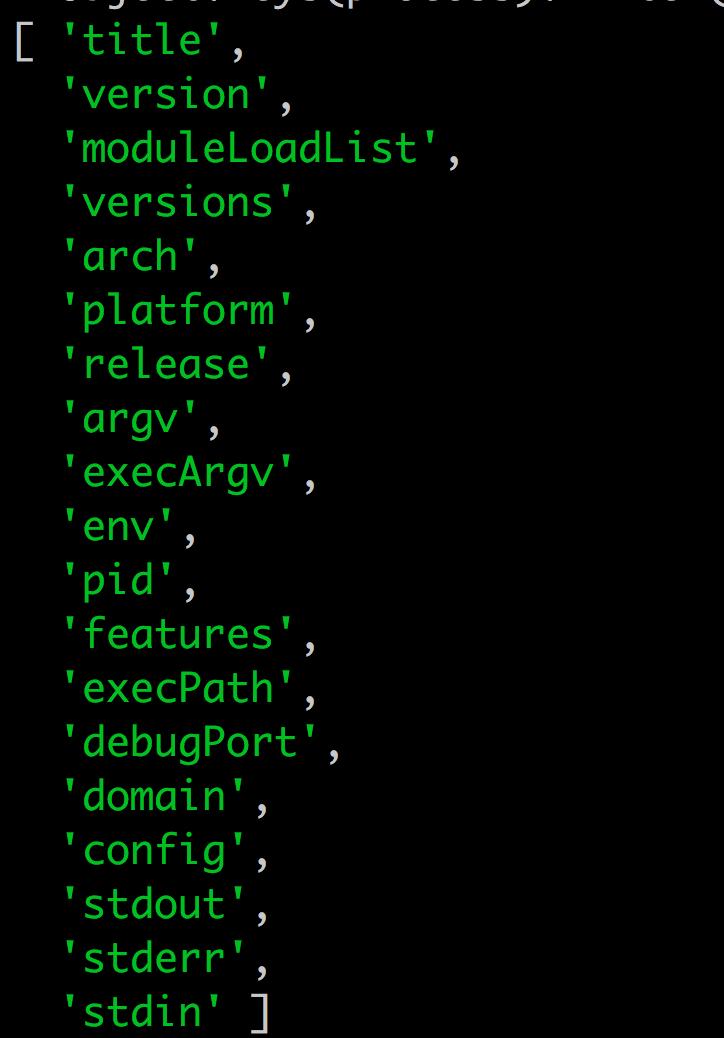 [ 'title',
'version',
'moduleLoadList',
'versions',
'arch',
'platform',
'release',
'argv',
'execArgv',
'env',
'pid',
'features',
'execPath',
'debugPort',
'domain',
'config',
'stdout',
'stderr',
'stdin' ]